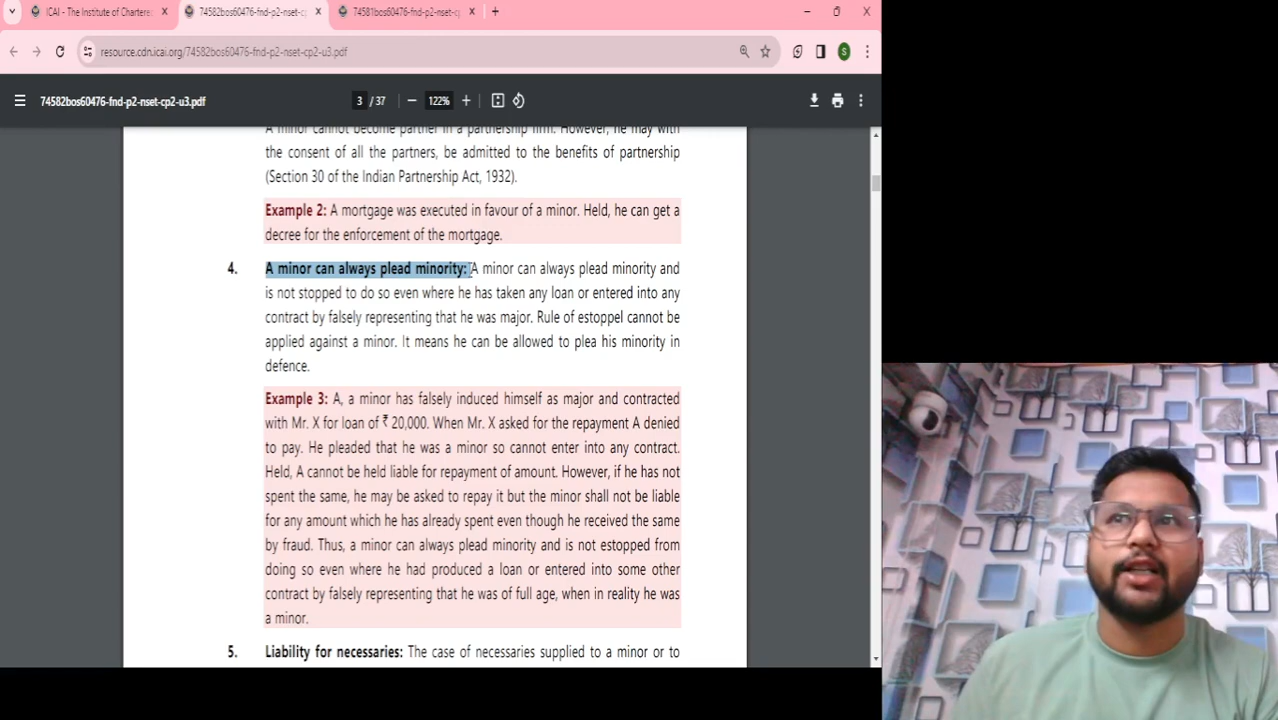 ICAI - The Institute of Charterec
74582bos60476-fnd-p2-nset-cp
74581bos60476-fnd-p2-nset-cp
resource.cdn.icai.org/74582bos60476-fnd-p2-nset-cp2-u3.pdf
S
74582bos60476-fnd-p2-nset-cp2-u3.pdf
3 / 37
122%
A minor cannot become partner in a partnership firm. However, he may with
the consent of all the partners, be admitted to the benefits of partnership
(Section 30 of the Indian Partnership Act, 1932).
Example 2: A mortgage was executed in favour of a minor. Held, he can get a
decree for the enforcement of the mortgage.
4. A minor can always plead minority: A minor can always plead minority and
is not stopped to do so even where he has taken any loan or entered into any
contract by falsely representing that he was major. Rule of estoppel cannot be
applied against a minor. It means he can be allowed to plea his minority in
defence.
Example 3: A, a minor has falsely induced himself as major and contracted
with Mr. X for loan of ₹ 20,000. When Mr. X asked for the repayment A denied
to pay. He pleaded that he was a minor so cannot enter into any contract.
Held, A cannot be held liable for repayment of amount. However, if he has not
spent the same, he may be asked to repay it but the minor shall not be liable
for any amount which he has already spent even though he received the same
by fraud. Thus, a minor can always plead minority and is not estopped from
doing so even where he had produced a loan or entered into some other
contract by falsely representing that he was of full age, when in reality he was
a minor.
5. Liability for necessaries: The case of necessaries supplied to a minor or to